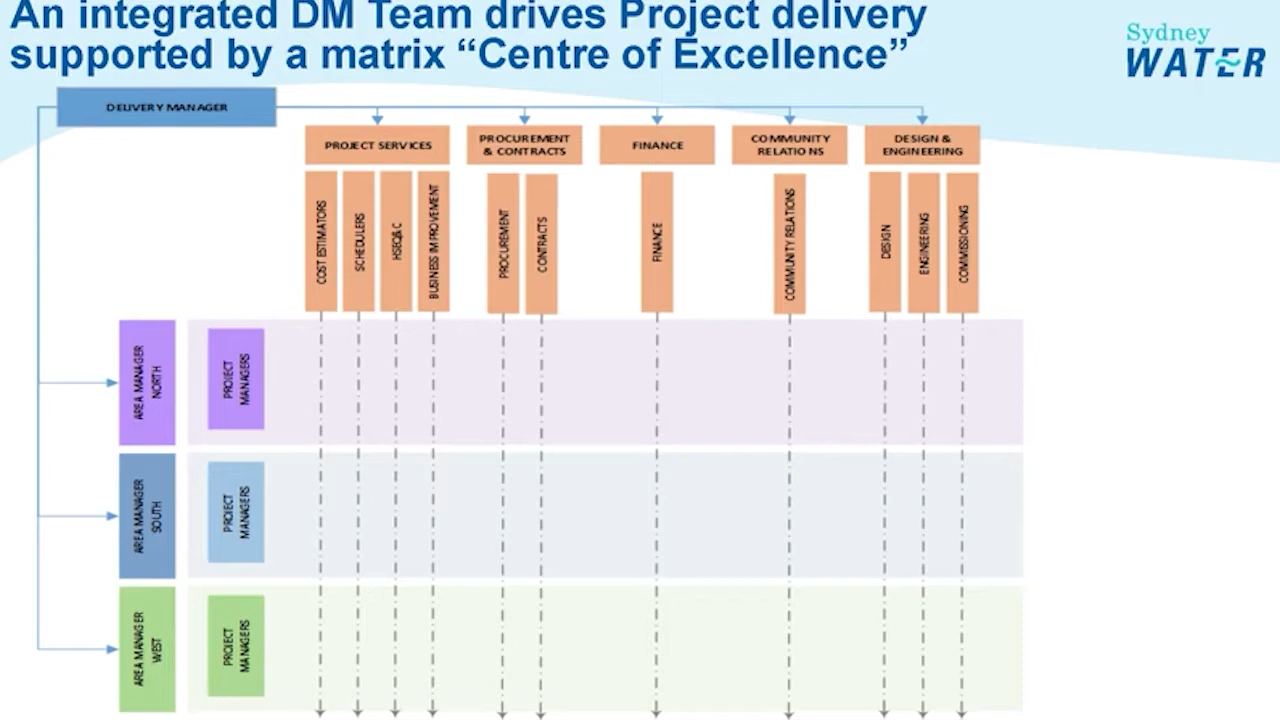 An integrated DM Team drives Project delivery
supported by a matrix “Centre of Excellence”
Sydney
WATER
DELIVERY MANAGER
PROJECT SERVICES
PROCUREMENT
& CONTRACTS
FINANCE
COMMUNITY
RELATIONS
DESIGN &
ENGINEERING
COST ESTIMATORS
SCHEDULERS
HSEQ&C
BUSINESS IMPROVEMENT
PROCUREMENT
CONTRACTS
FINANCE
COMMUNITY RELATIONS
DESIGN
ENGINEERING
COMMISSIONING
AREA MANAGER
NORTH
PROJECT
MANAGERS
AREA MANAGER
SOUTH
PROJECT
MANAGERS
AREA MANAGER
WEST
PROJECT
MANAGERS